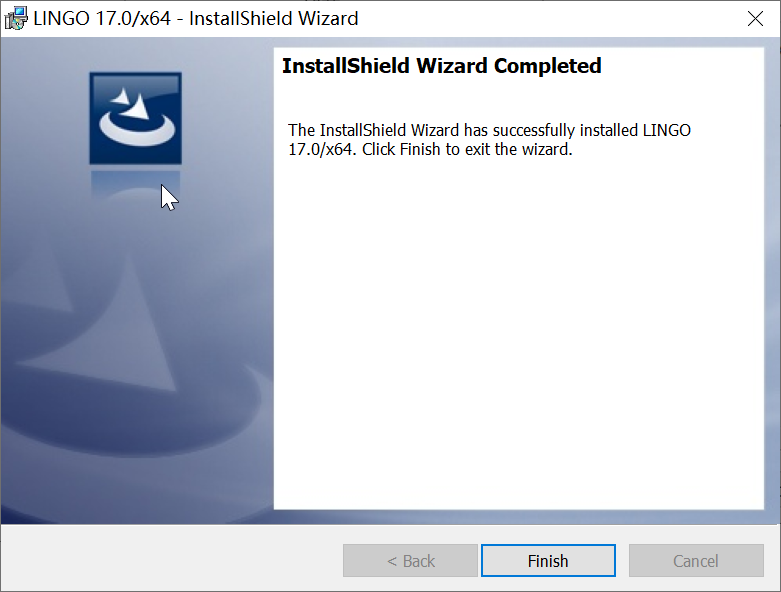 LINGO 17.0/x64 - InstallShield Wizard
InstallShield Wizard Completed
The InstallShield Wizard has successfully installed LINGO
17.0/x64. Click Finish to exit the wizard.
< Back
Finish
Cancel